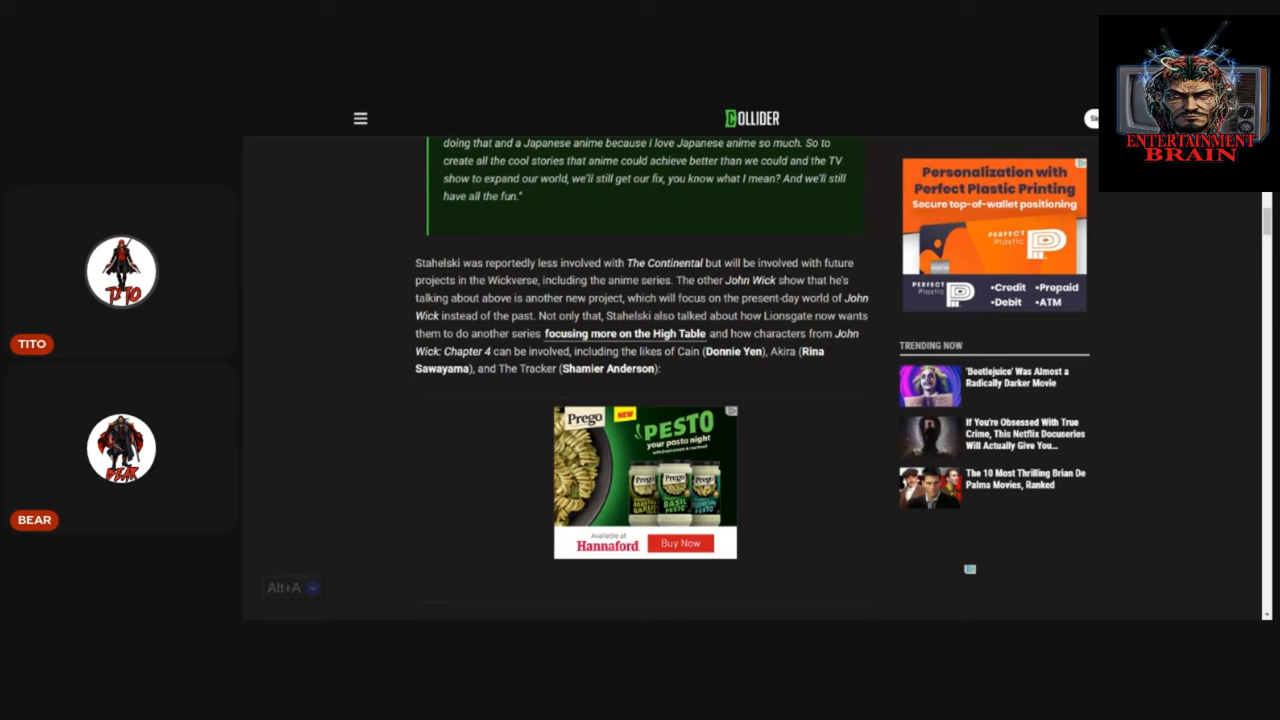 COLLIDER
ENTERTAINMENT
BRAIN
doing that and a Japanese anime because I love Japanese anime so much. So to
create all the cool stories that anime could achieve better than we could and the TV
show to expand our world, we'll still get our fix, you know what I mean? And we'll still
have all the fun."
Stahelski was reportedly less involved with The Continental but will be involved with future
projects in the Wickverse, including the anime series. The other John Wick show that he's
talking about above is another new project, which will focus on the present-day world of John
Wick instead of the past. Not only that, Stahelski also talked about how Lionsgate now wants
them to do another series focusing more on the High Table and how characters from John
Wick: Chapter 4 can be involved, including the likes of Cain (Donnie Yen), Akira (Rina
Sawayama), and The Tracker (Shamier Anderson):
Prego
NEW
PESTO
your pasta night
Prego
Prego
Prego
BASIL
PESTO
Available at
Hannaford
Buy Now
Personalization with
Perfect Plastic Printing
Secure top-of-wallet positioning
PERFECT
Plastic
PERFECT
Plastic
•Credit •Prepaid
•Debit •ATM
TRENDING NOW
'Beetlejuice' Was Almost a
Radically Darker Movie
If You're Obsessed With True
Crime, This Netflix Docuseries
Will Actually Give You...
The 10 Most Thrilling Brian De
Palma Movies, Ranked
TITO
TITO
BEAR
BEAR
Alt+A